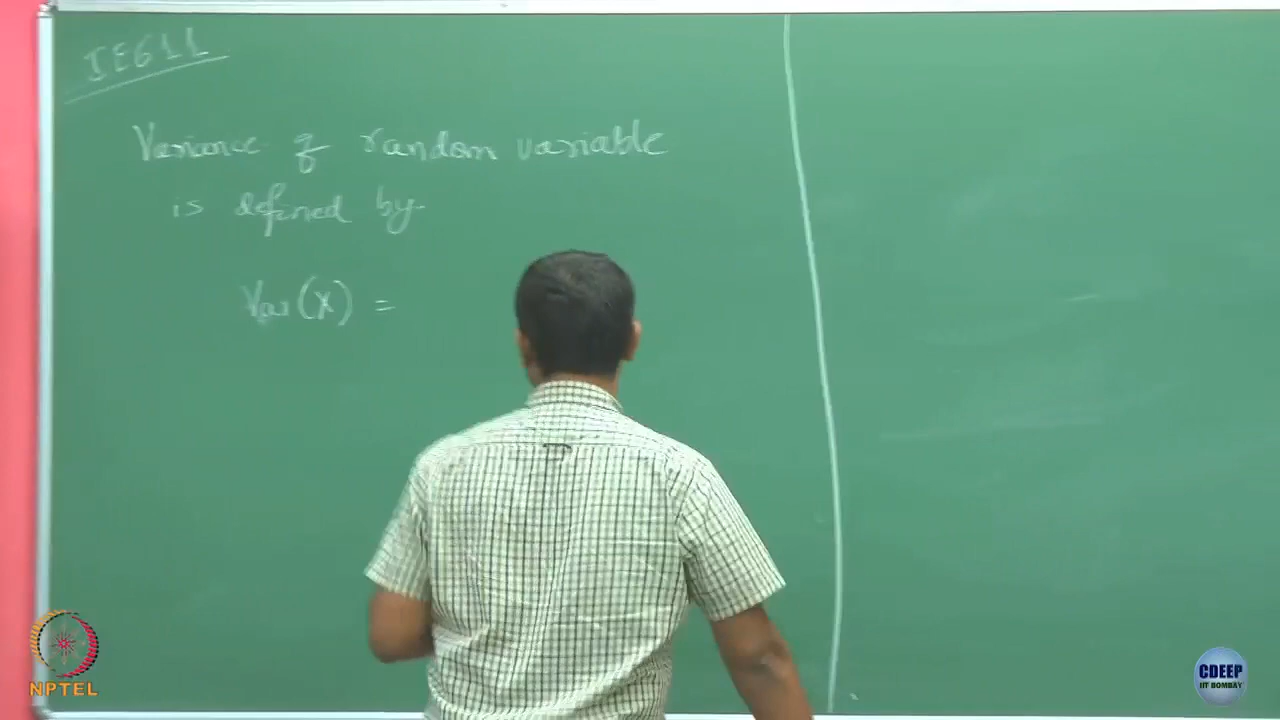 IE611
Variance of random variable
is defined by
Var(X) =
NPTEL
CDEEP
IIT BOMBAY